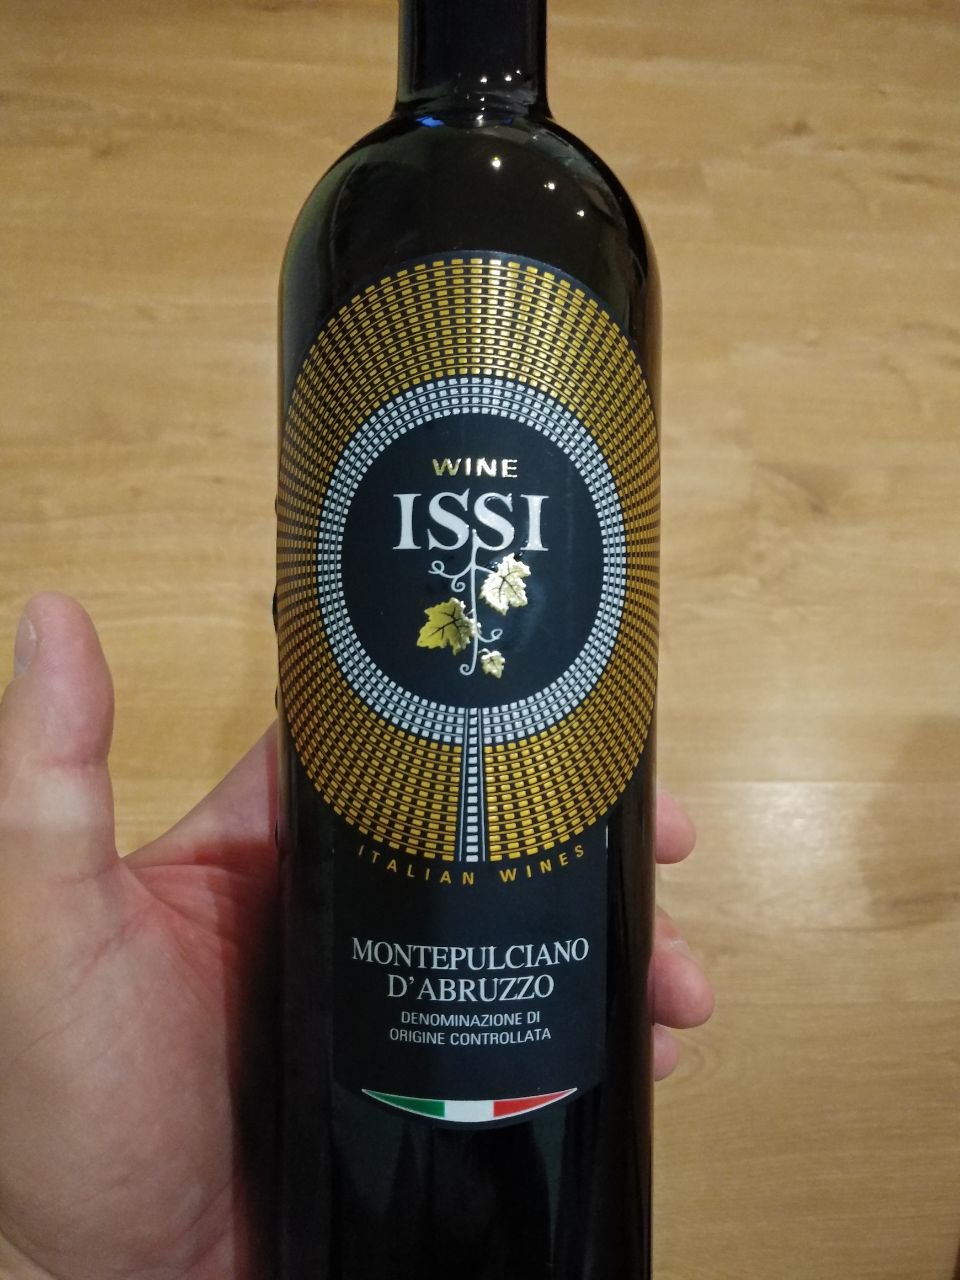 WINE
ISSI
ITALIAN WINES
MONTEPULCIANO
D'ABRUZZO
DENOMINAZIONE DI
ORIGINE CONTROLLATA